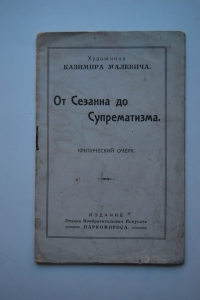 Художника
КАЗИМИРА МАЛЕВИЧА.
От Сезанна до
Супрематизма.
КРИТИЧЕСКИЙ ОЧЕРК.
ИЗДАНИЕ
Отдела Изобразительных Искусств
НАРКОМПРОСА.